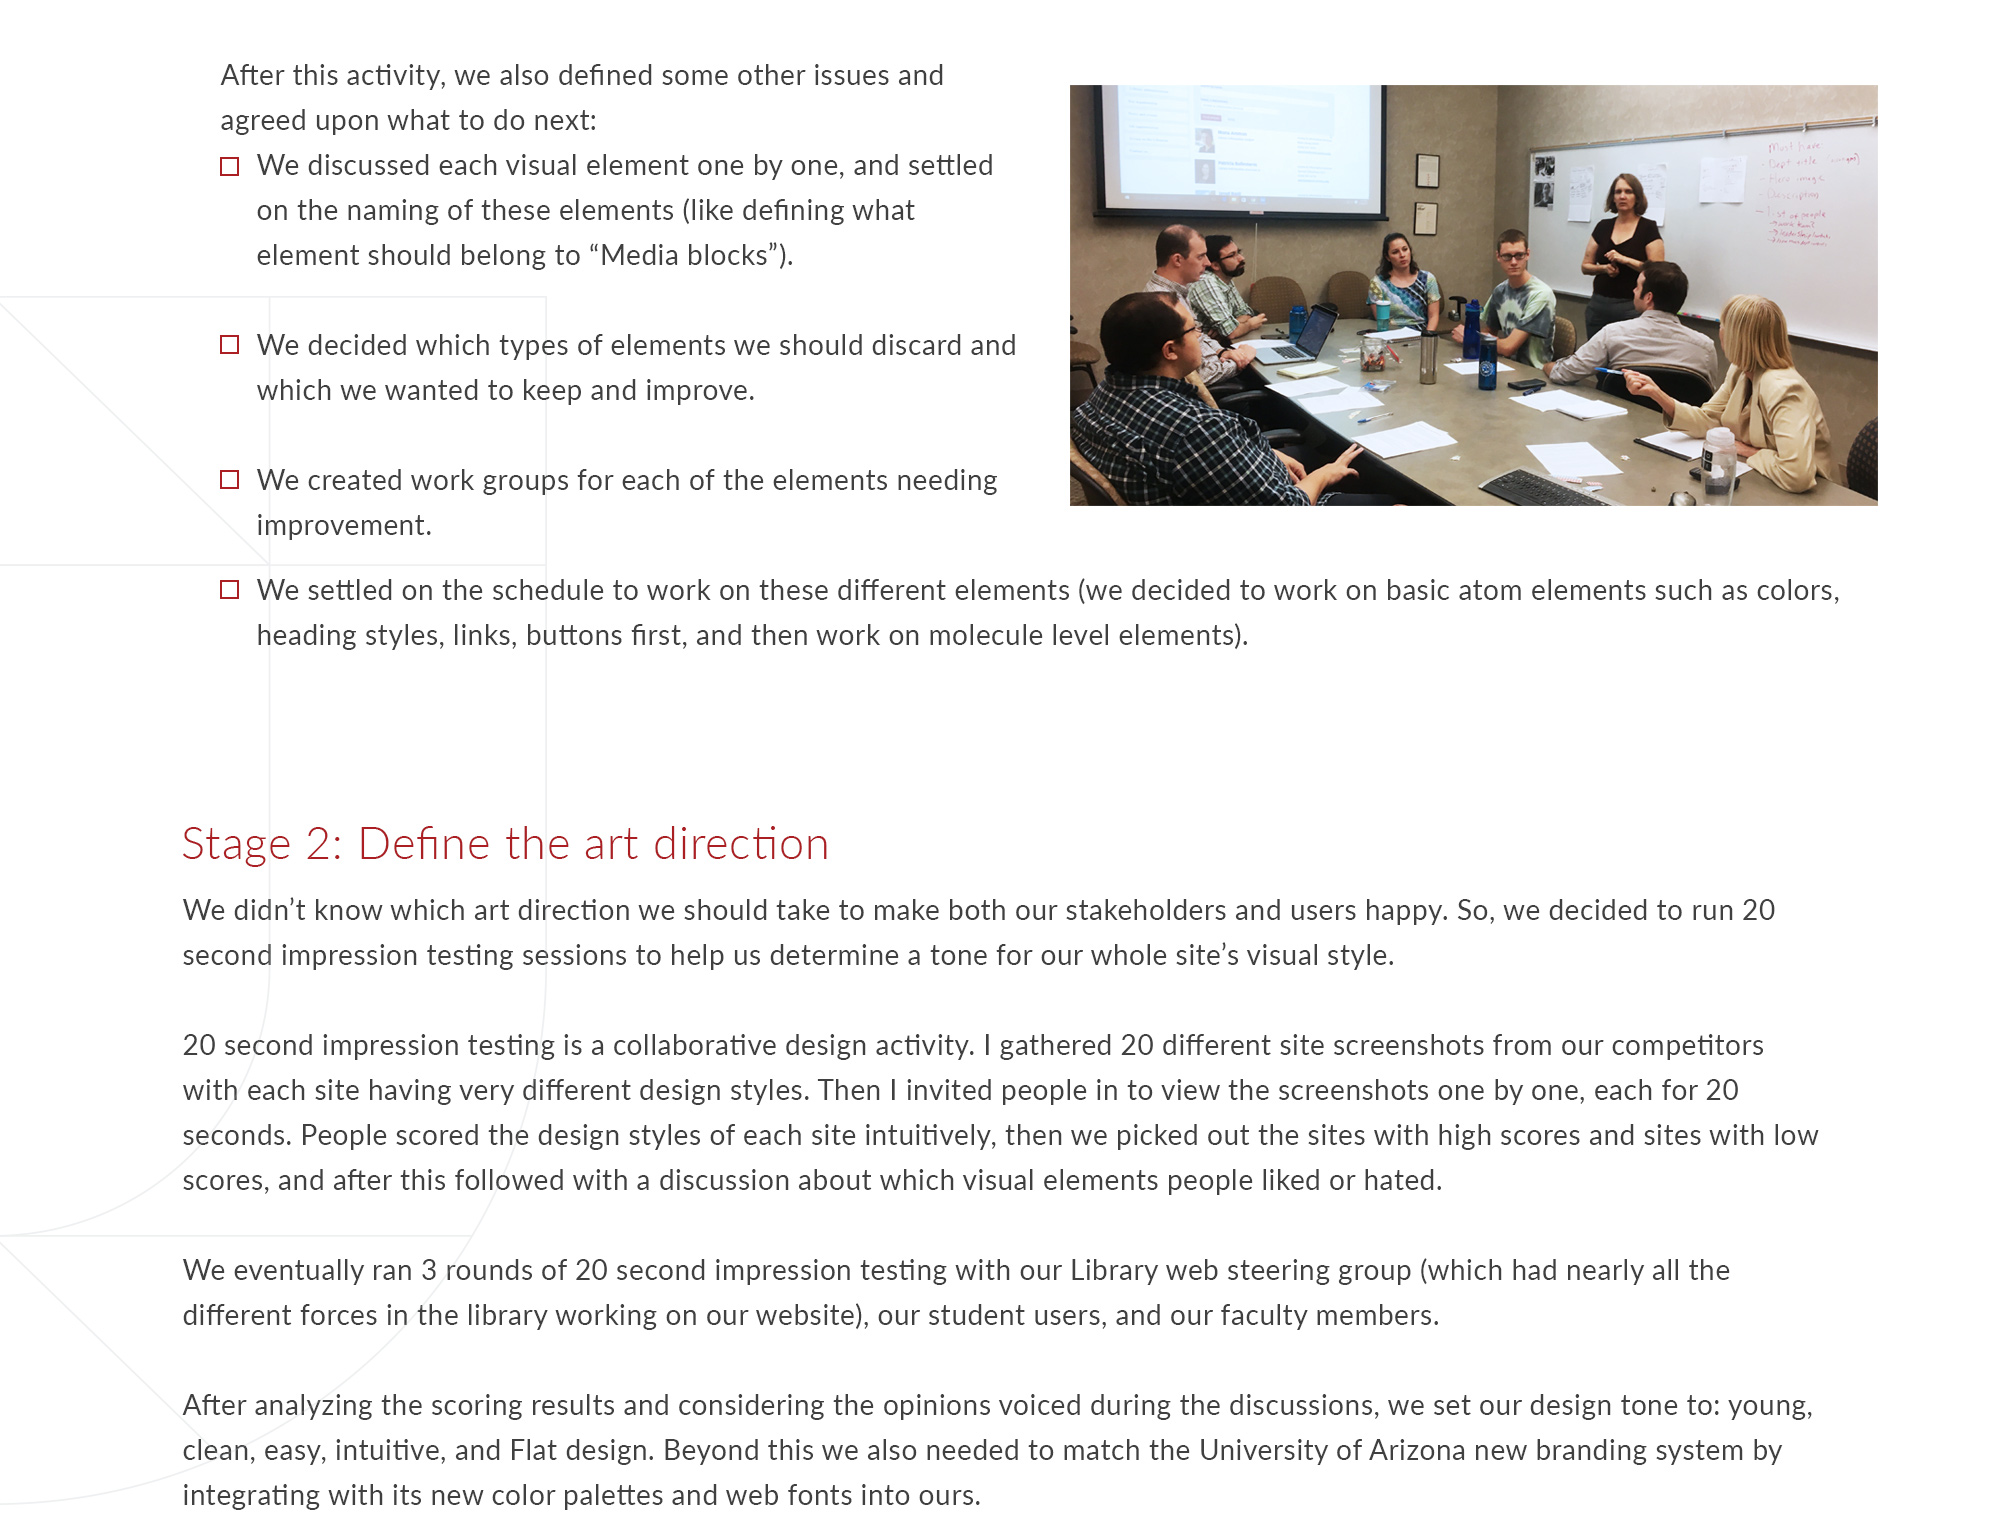 After this activity, we also defined some other issues and
agreed upon what to do next:
We discussed each visual element one by one, and settled
on the naming of these elements (like defining what
element should belong to “Media blocks”).
We decided which types of elements we should discard and
which we wanted to keep and improve.
We created work groups for each of the elements needing
improvement.
We settled on the schedule to work on these different elements (we decided to work on basic atom elements such as colors,
heading styles, links, buttons first, and then work on molecule level elements).
Must have
- Dept title
- Hero image
- Description
- List of people
Stage 2: Define the art direction
We didn’t know which art direction we should take to make both our stakeholders and users happy. So, we decided to run 20
second impression testing sessions to help us determine a tone for our whole site’s visual style.
20 second impression testing is a collaborative design activity. I gathered 20 different site screenshots from our competitors
with each site having very different design styles. Then I invited people in to view the screenshots one by one, each for 20
seconds. People scored the design styles of each site intuitively, then we picked out the sites with high scores and sites with low
scores, and after this followed with a discussion about which visual elements people liked or hated.
We eventually ran 3 rounds of 20 second impression testing with our Library web steering group (which had nearly all the
different forces in the library working on our website), our student users, and our faculty members.
After analyzing the scoring results and considering the opinions voiced during the discussions, we set our design tone to: young,
clean, easy, intuitive, and Flat design. Beyond this we also needed to match the University of Arizona new branding system by
integrating with its new color palettes and web fonts into ours.